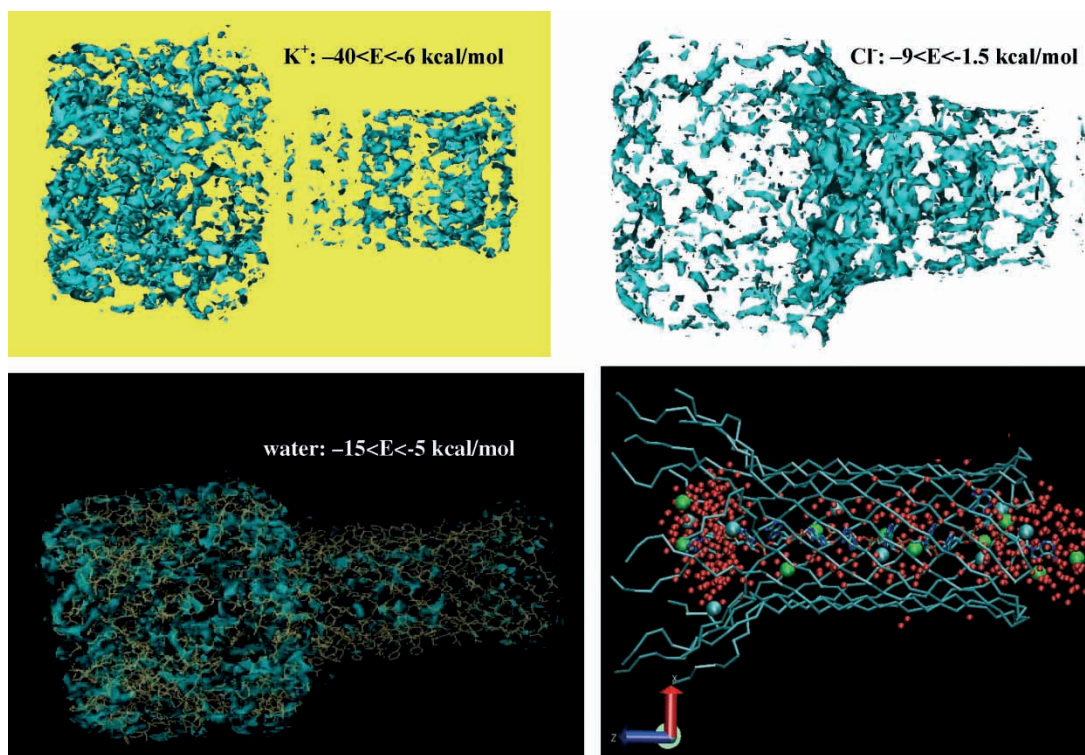 K⁺: –40<E<-6 kcal/mol
Cl⁻: –9<E<-1.5 kcal/mol
water: –15<E<-5 kcal/mol
X
Z